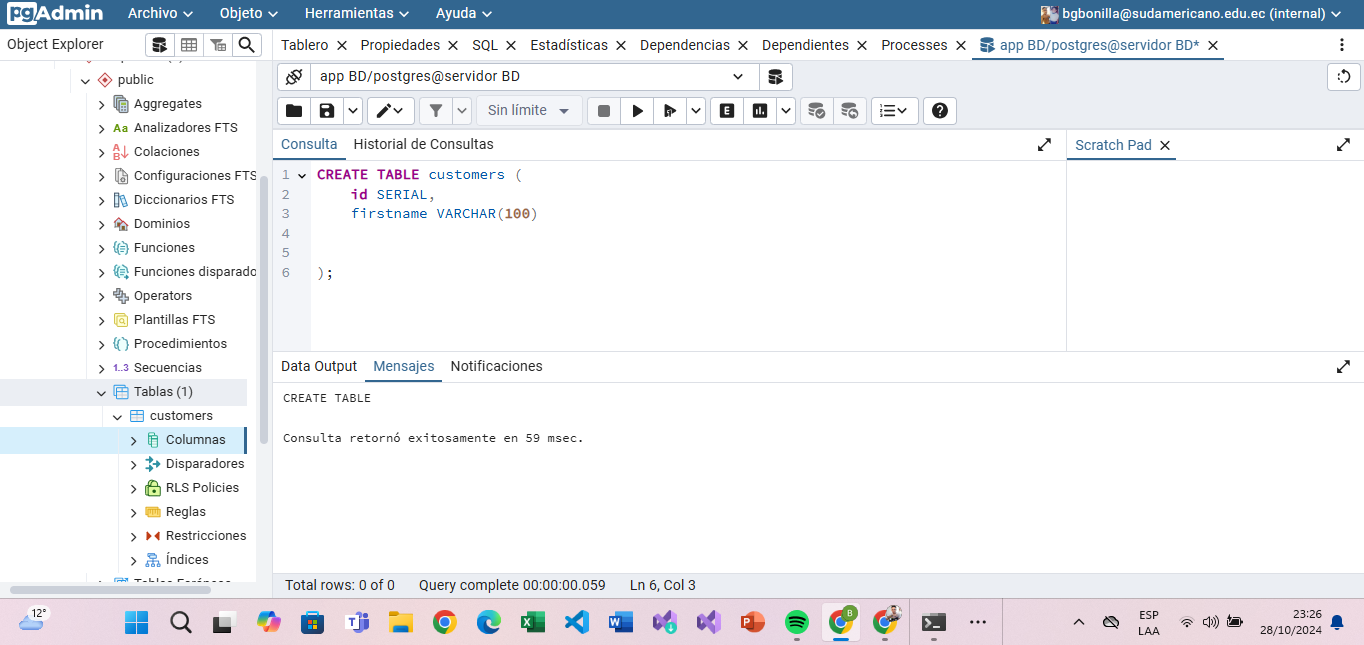 pgAdmin Archivo Objeto Herramientas Ayuda bgbonilla@sudamericano.edu.ec (internal)
Object Explorer
Tablero Propiedades SQL Estadísticas Dependencias Dependientes Processes app BD/postgres@servidor BD*
app BD/postgres@servidor BD
Sin límite
Consulta Historial de Consultas
Scratch Pad
public
Aggregates
Analizadores FTS
Colaciones
Configuraciones FTS
Diccionarios FTS
Dominios
Funciones
Funciones disparado
Operators
Plantillas FTS
Procedimientos
1..3 Secuencias
Tablas (1)
customers
Columnas
Disparadores
RLS Policies
Reglas
Restricciones
Índices
1 CREATE TABLE customers (
2 id SERIAL,
3 firstname VARCHAR(100)
4
5
6 );
Data Output Mensajes Notificaciones
CREATE TABLE
Consulta retornó exitosamente en 59 msec.
Total rows: 0 of 0 Query complete 00:00:00.059 Ln 6, Col 3
12°
ESP
LAA
23:26
28/10/2024